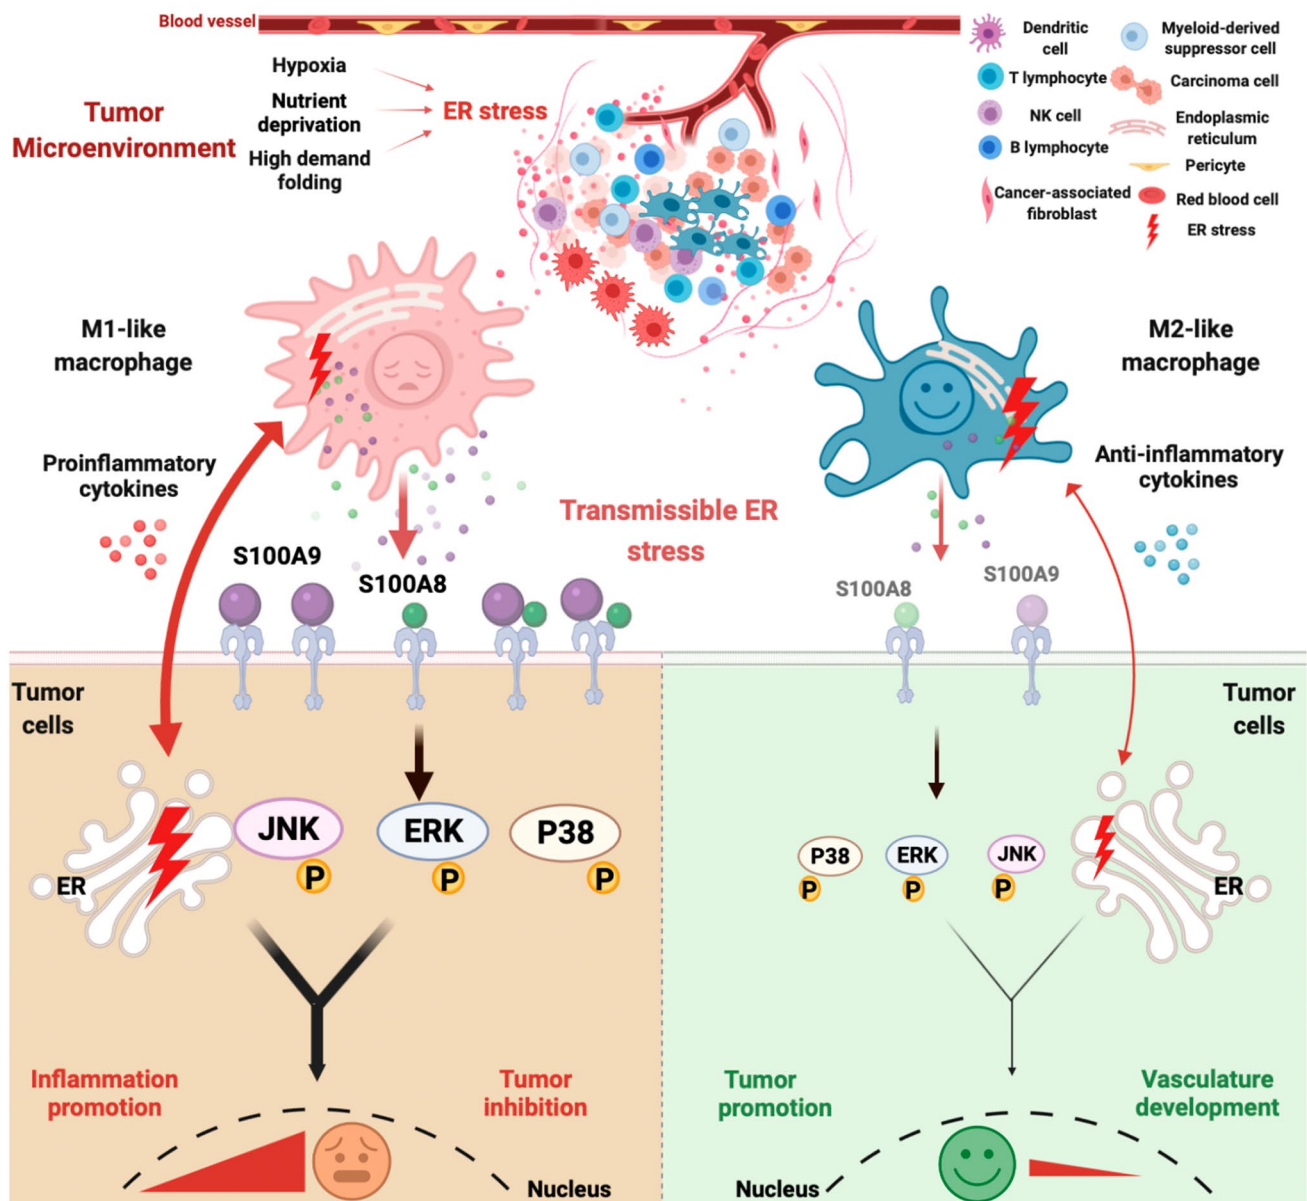 Blood vessel
Hypoxia
Nutrient
deprivation
High demand
folding
ER stress
Tumor
Microenvironment
Dendritic
cell
T lymphocyte
NK cell
B lymphocyte
Cancer-associated
fibroblast
Myeloid-derived
suppressor cell
Carcinoma cell
Endoplasmic
reticulum
Pericyte
Red blood cell
ER stress
M1-like
macrophage
M2-like
macrophage
Proinflammatory
cytokines
Anti-inflammatory
cytokines
Transmissible ER
stress
S100A9
S100A8
S100A8
S100A9
Tumor
cells
ER
JNK
P
ERK
P
P38
P
Inflammation
promotion
Tumor
inhibition
Nucleus
Tumor
cells
P38
P
ERK
P
JNK
P
ER
Tumor
promotion
Vasculature
development
Nucleus